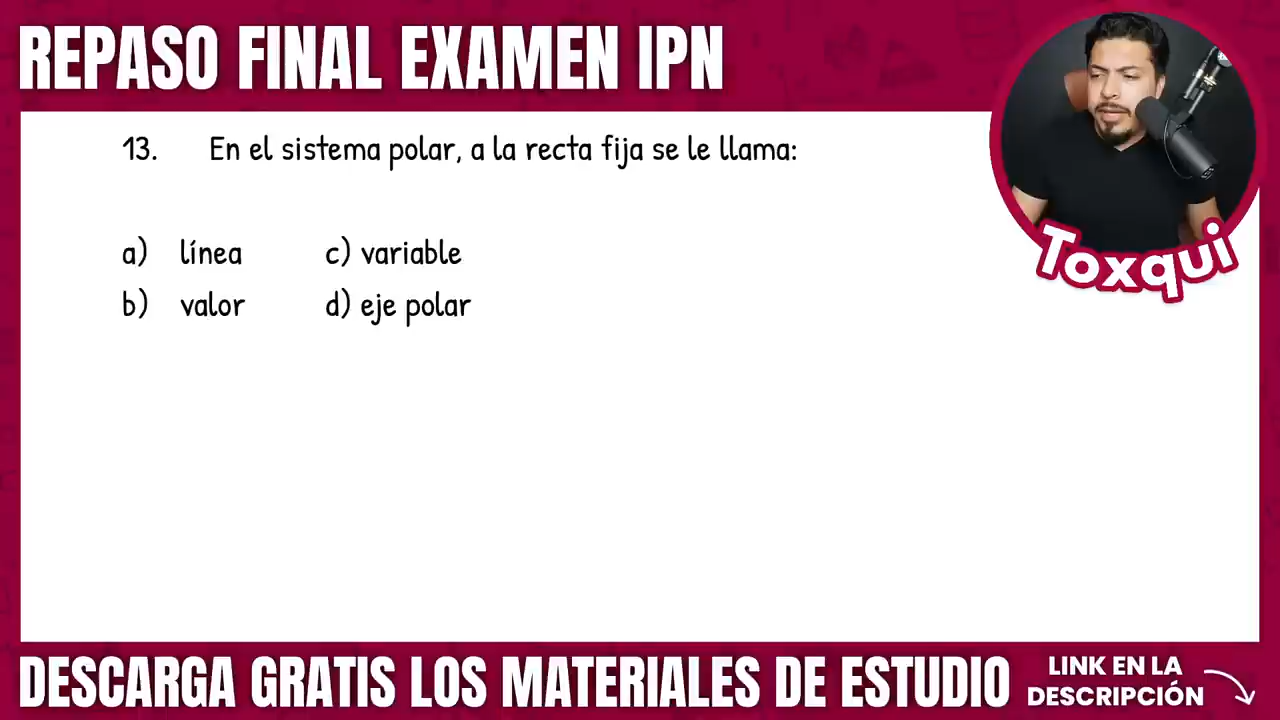 REPASO FINAL EXAMEN IPN
13. En el sistema polar, a la recta fija se le llama:
a) línea c) variable
b) valor d) eje polar
Toxqui
DESCARGA GRATIS LOS MATERIALES DE ESTUDIO
LINK EN LA
DESCRIPCIÓN